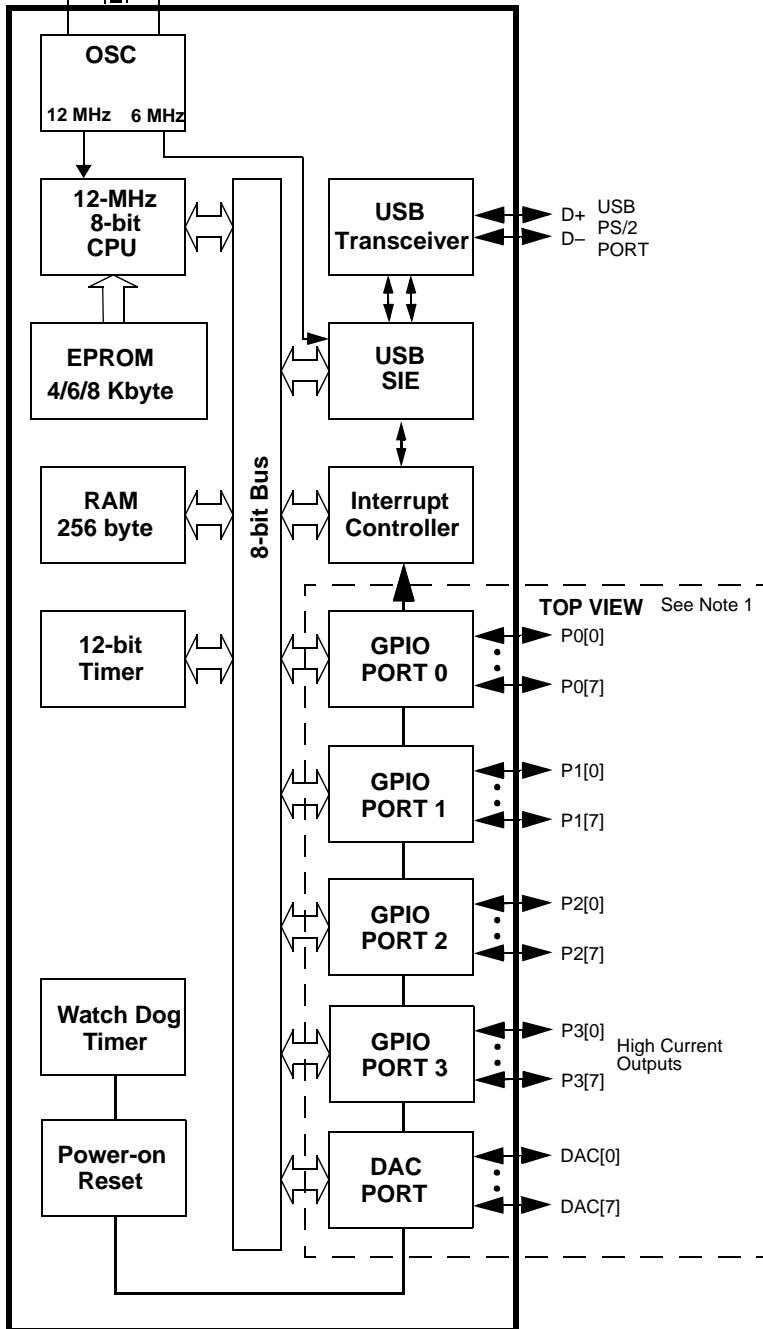 OSC
12 MHz 6 MHz
12-MHz
8-bit
CPU
USB
Transceiver
D+
D–
USB
PS/2
PORT
EPROM
4/6/8 Kbyte
USB
SIE
RAM
256 byte
8-bit Bus
Interrupt
Controller
TOP VIEW See Note 1
12-bit
Timer
GPIO
PORT 0
P0[0]
P0[7]
GPIO
PORT 1
P1[0]
P1[7]
GPIO
PORT 2
P2[0]
P2[7]
Watch Dog
Timer
GPIO
PORT 3
P3[0]
P3[7]
High Current
Outputs
Power-on
Reset
DAC
PORT
DAC[0]
DAC[7]